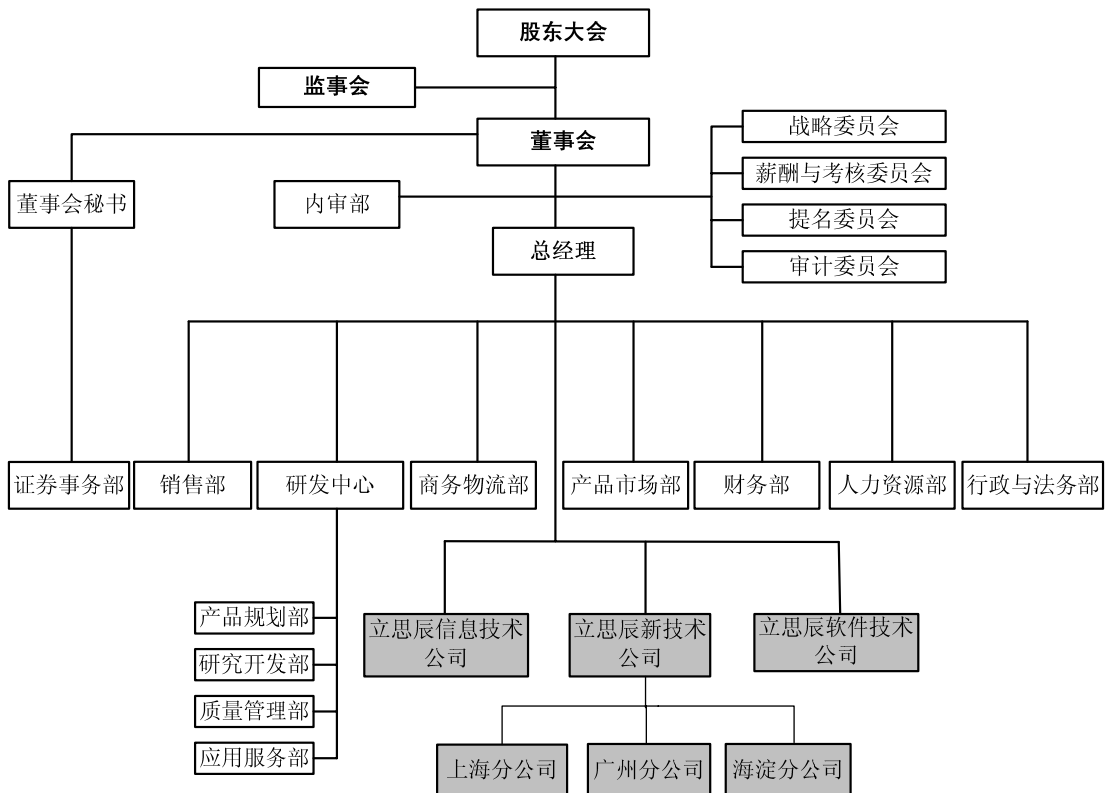 股东大会
监事会
董事会
战略委员会
薪酬与考核委员会
提名委员会
审计委员会
董事会秘书
内审部
总经理
证券事务部
销售部
研发中心
商务物流部
产品市场部
财务部
人力资源部
行政与法务部
产品规划部
研究开发部
质量管理部
应用服务部
立思辰信息技术
公司
立思辰新技术
公司
立思辰软件技术
公司
上海分公司
广州分公司
海淀分公司